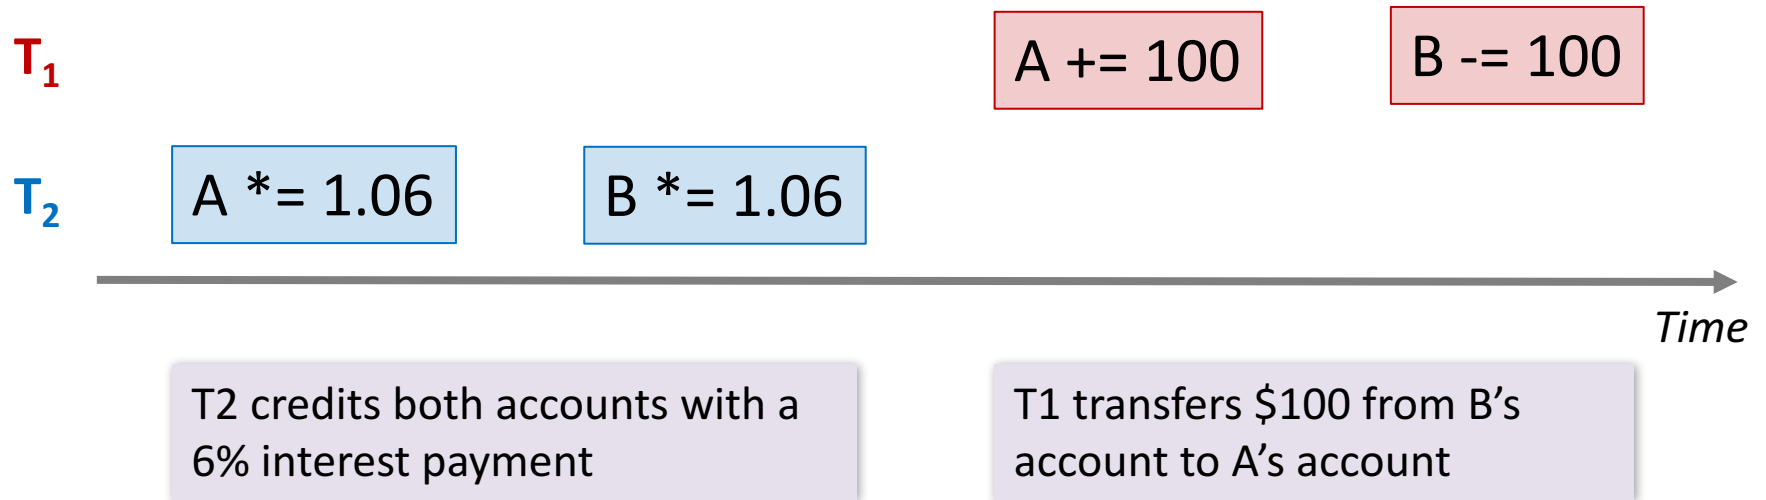 T1 A += 100 B -= 100
T2 A *= 1.06 B *= 1.06
Time
T2 credits both accounts with a
6% interest payment
T1 transfers $100 from B’s
account to A’s account